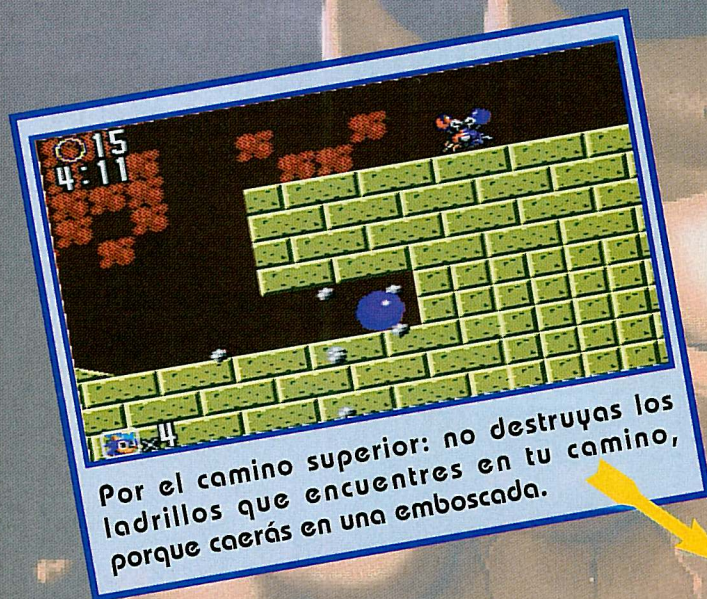 15
4:11
×4
Por el camino superior: no destruyas los
ladrillos que encuentres en tu camino,
porque caerás en una emboscada.